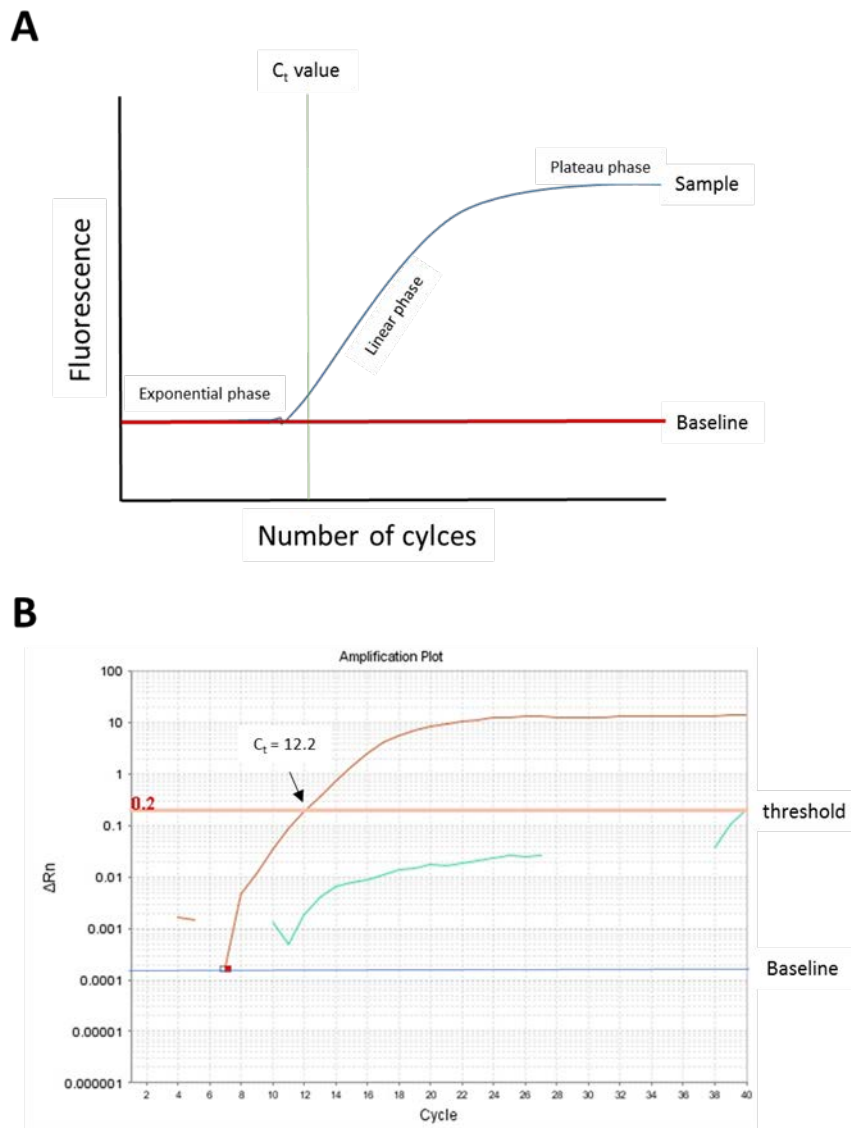 A
Ct value
Plateau phase
Sample
Fluorescence
Linear phase
Exponential phase
Baseline
Number of cylces
B
Amplification Plot
100
10
Ct = 12.2
1
0.2
threshold
0.1
ΔRn
0.01
0.001
Baseline
0.0001
0.00001
0.000001
2 4 6 8 10 12 14 16 18 20 22 24 26 28 30 32 34 36 38 40
Cycle